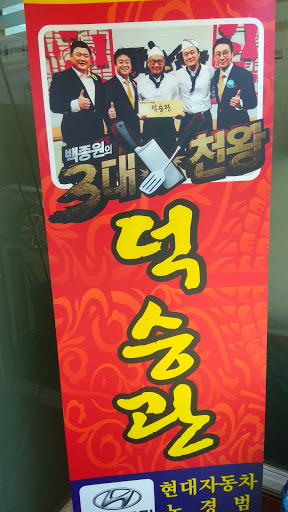 덕승관
백종원의
3대 천왕
덕승관
현대자동차
노경범